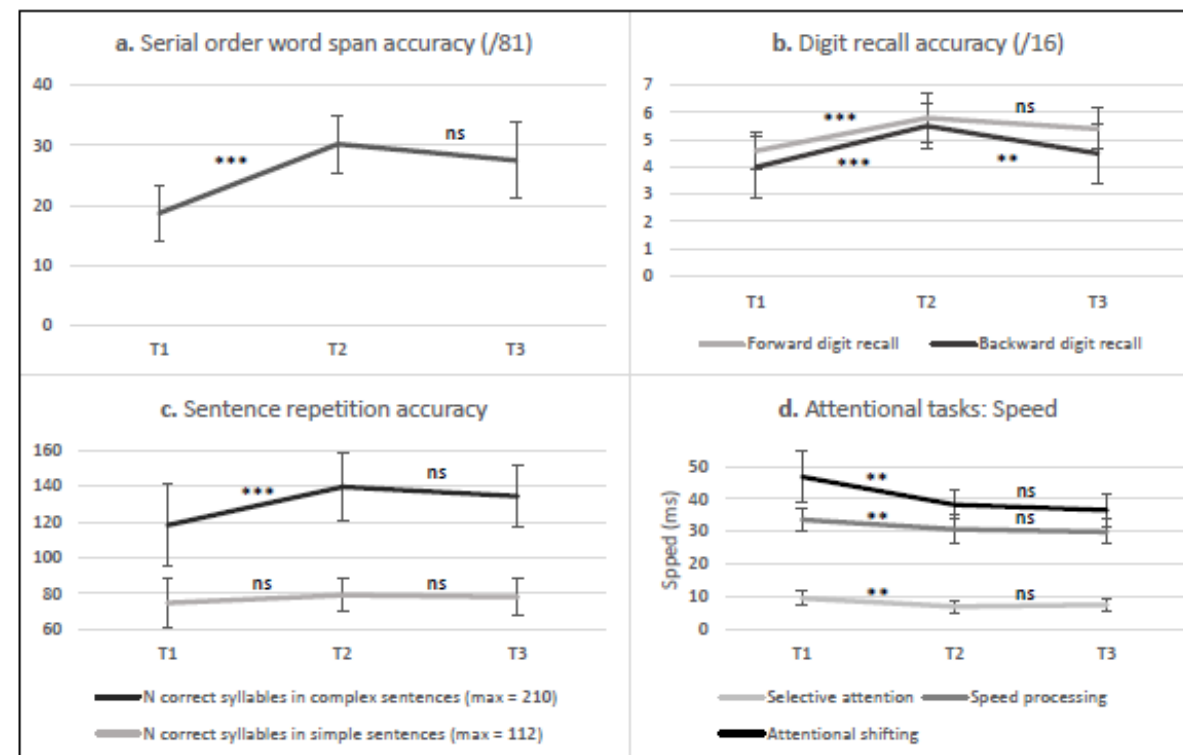 a. Serial order word span accuracy (/81)
40
30
20
10
0
***
ns
T1 T2 T3
b. Digit recall accuracy (/16)
7
6
5
4
3
2
1
0
*** ns
*** **
T1 T2 T3
Forward digit recall Backward digit recall
c. Sentence repetition accuracy
160
140
120
100
80
60
*** ns
ns ns
T1 T2 T3
N correct syllables in complex sentences (max = 210)
N correct syllables in simple sentences (max = 112)
d. Attentional tasks: Speed
Spped (ms)
50
40
30
20
10
0
** ns
** ns
** ns
T1 T2 T3
Selective attention Speed processing
Attentional shifting